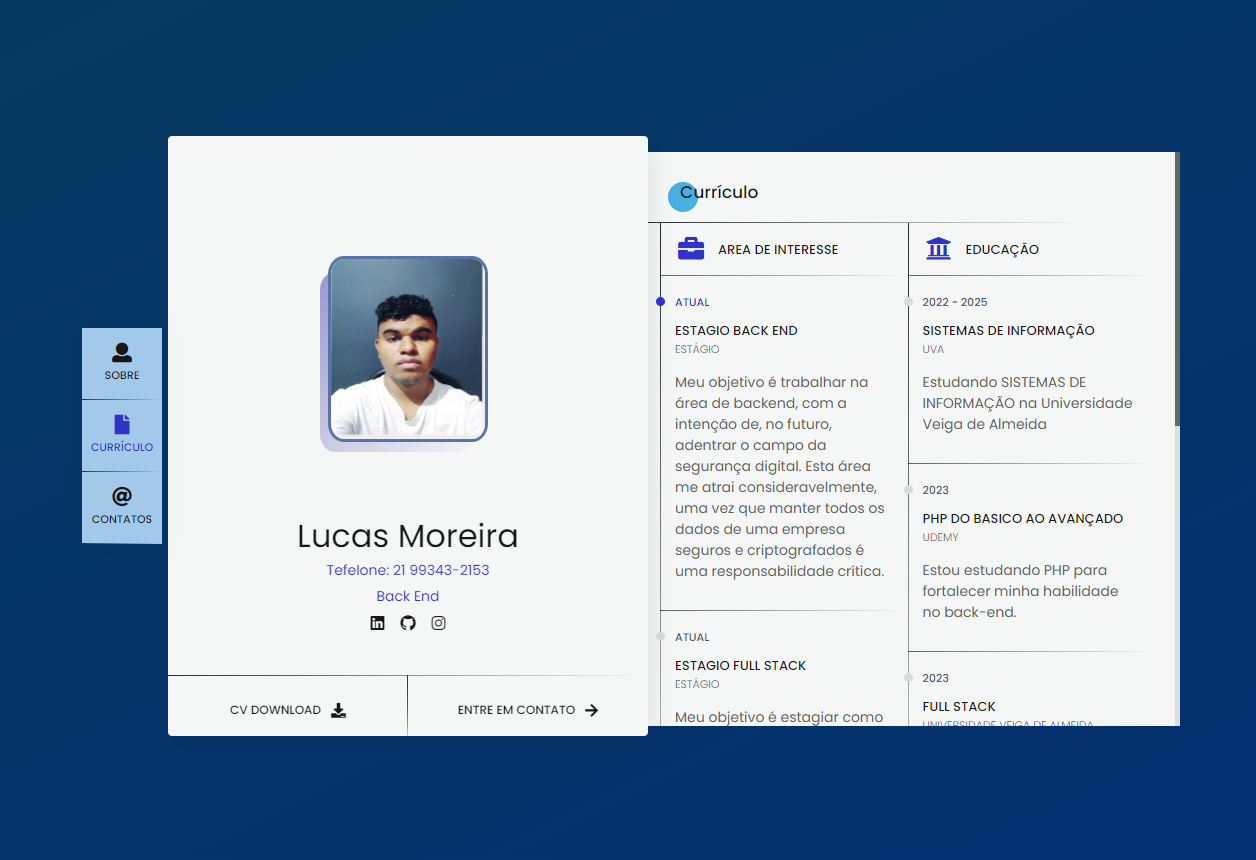 SOBRE
CURRÍCULO
@
CONTATOS
Lucas Moreira
Tefelone: 21 99343-2153
Back End
in
CV DOWNLOAD
ENTRE EM CONTATO
Currículo
AREA DE INTERESSE
ATUAL
ESTAGIO BACK END
ESTÁGIO
Meu objetivo é trabalhar na
área de backend, com a
intenção de, no futuro,
adentrar o campo da
segurança digital. Esta área
me atrai consideravelmente,
uma vez que manter todos os
dados de uma empresa
seguros e criptografados é
uma responsabilidade crítica.
ATUAL
ESTAGIO FULL STACK
ESTÁGIO
Meu objetivo é estagiar como
EDUCAÇÃO
2022 - 2025
SISTEMAS DE INFORMAÇÃO
UVA
Estudando SISTEMAS DE
INFORMAÇÃO na Universidade
Veiga de Almeida
2023
PHP DO BASICO AO AVANÇADO
UDEMY
Estou estudando PHP para
fortalecer minha habilidade
no back-end.
2023
FULL STACK
UNIVERSIDADE VEIGA DE ALMEIDA